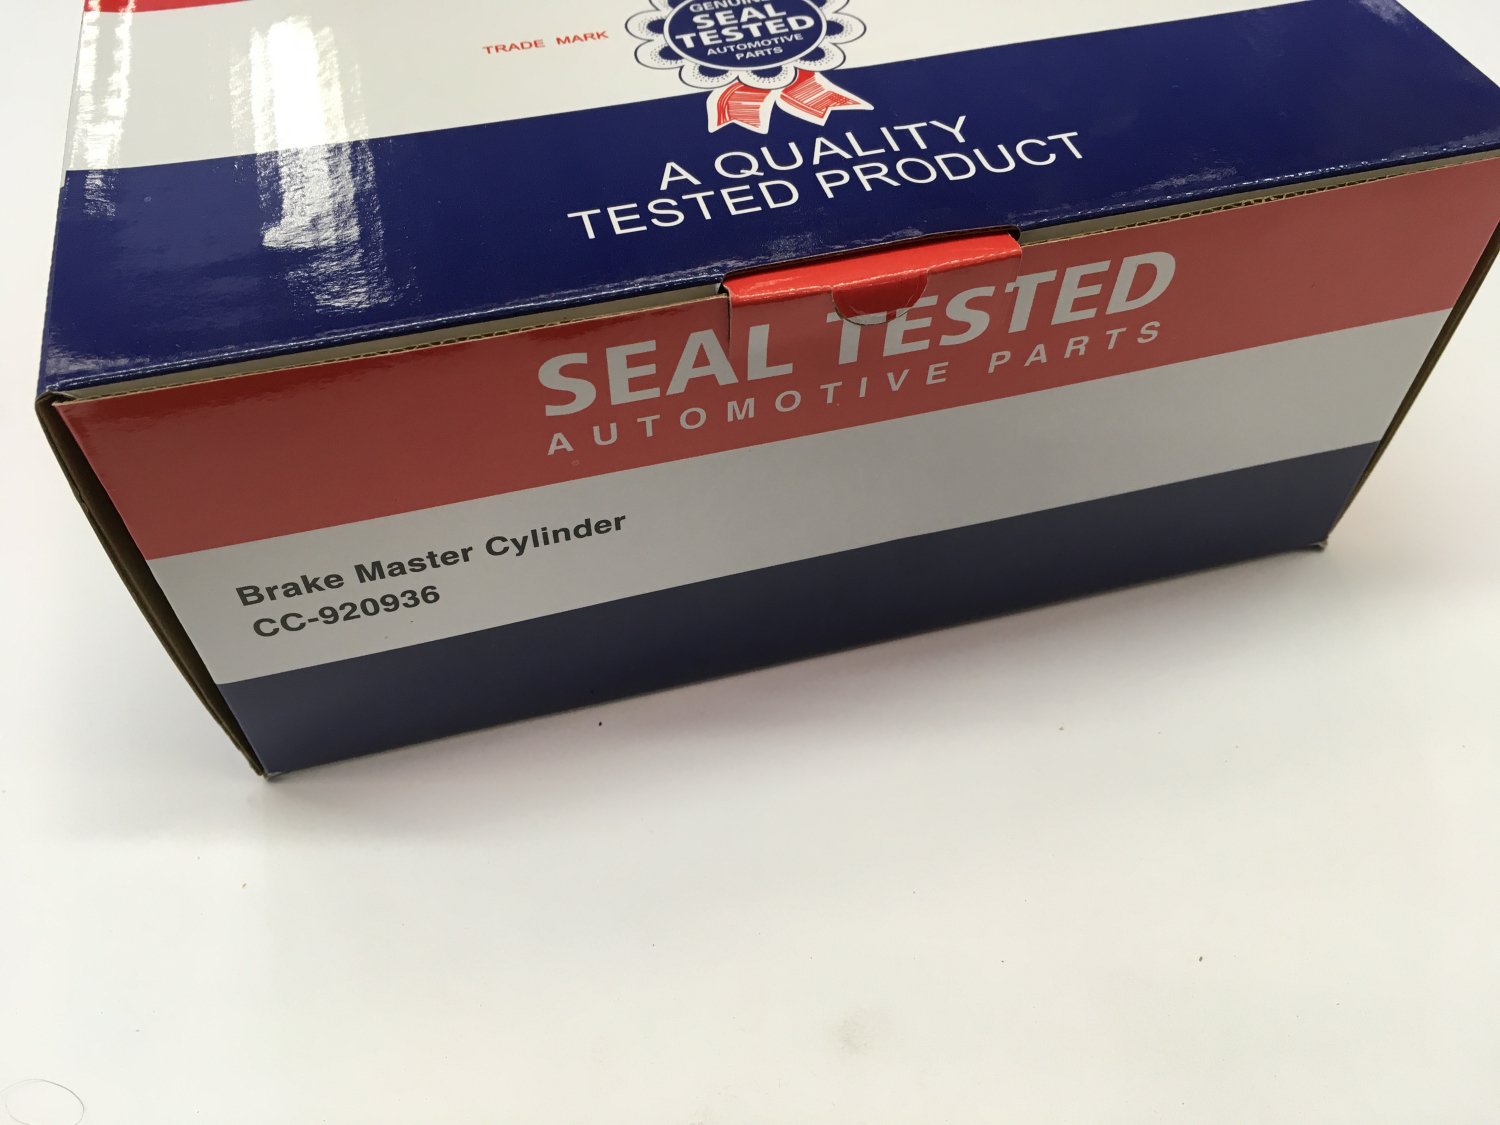 TRADE MARK
GENUINE
SEAL
TESTED
AUTOMOTIVE
PARTS
A QUALITY
TESTED PRODUCT
SEAL TESTED
AUTOMOTIVE PARTS
Brake Master Cylinder
CC-920936